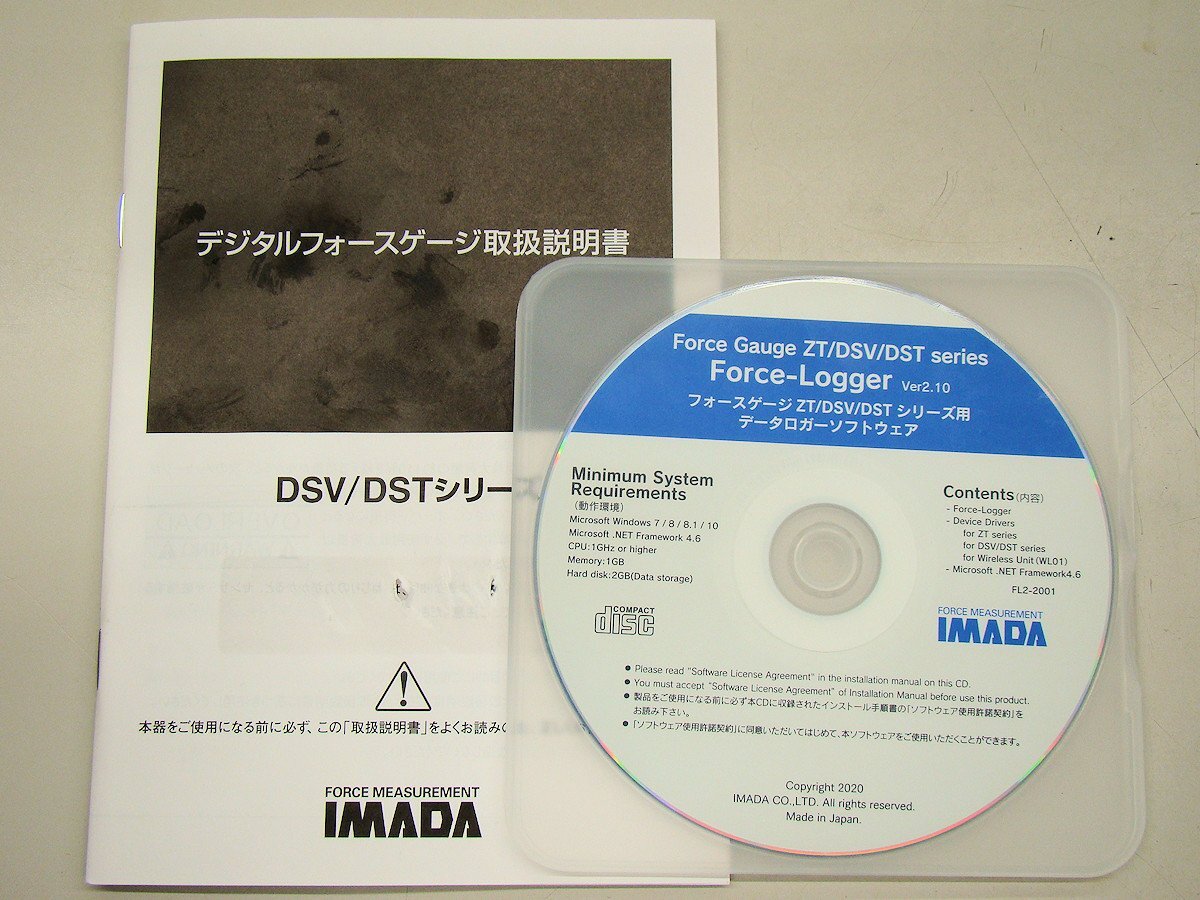 デジタルフォースゲージ取扱説明書
DSV/DSTシリーズ
本器をご使用になる前に必ず、この「取扱説明書」をよくお読み
FORCE MEASUREMENT
IMADA
Force Gauge ZT/DSV/DST series
Force-Logger Ver2.10
フォースゲージ ZT/DSV/DST シリーズ用
データロガーソフトウェア
Minimum System
Requirements
(動作環境)
Microsoft Windows 7 / 8 / 8.1 / 10
Microsoft .NET Framework 4.6
CPU:1GHz or higher
Memory:1GB
Hard disk:2GB(Data storage)
COMPACT
disc
Contents (内容)
- Force-Logger
- Device Drivers
for ZT series
for DSV/DST series
for Wireless Unit(WL01)
- Microsoft .NET Framework4.6
FL2-2001
FORCE MEASUREMENT
IMADA
● Please read "Software License Agreement" in the installation manual on this CD.
● You must accept "Software License Agreement" of Installation Manual before use this product.
● 製品をご使用になる前に必ず本CDに収録されたインストール手順書の「ソフトウェア使用許諾契約」を
お読み下さい。
● 「ソフトウェア使用許諾契約」に同意いただいてはじめて、本ソフトウェアをご使用いただくことができます。
Copyright 2020
IMADA CO.,LTD. All rights reserved.
Made in Japan.